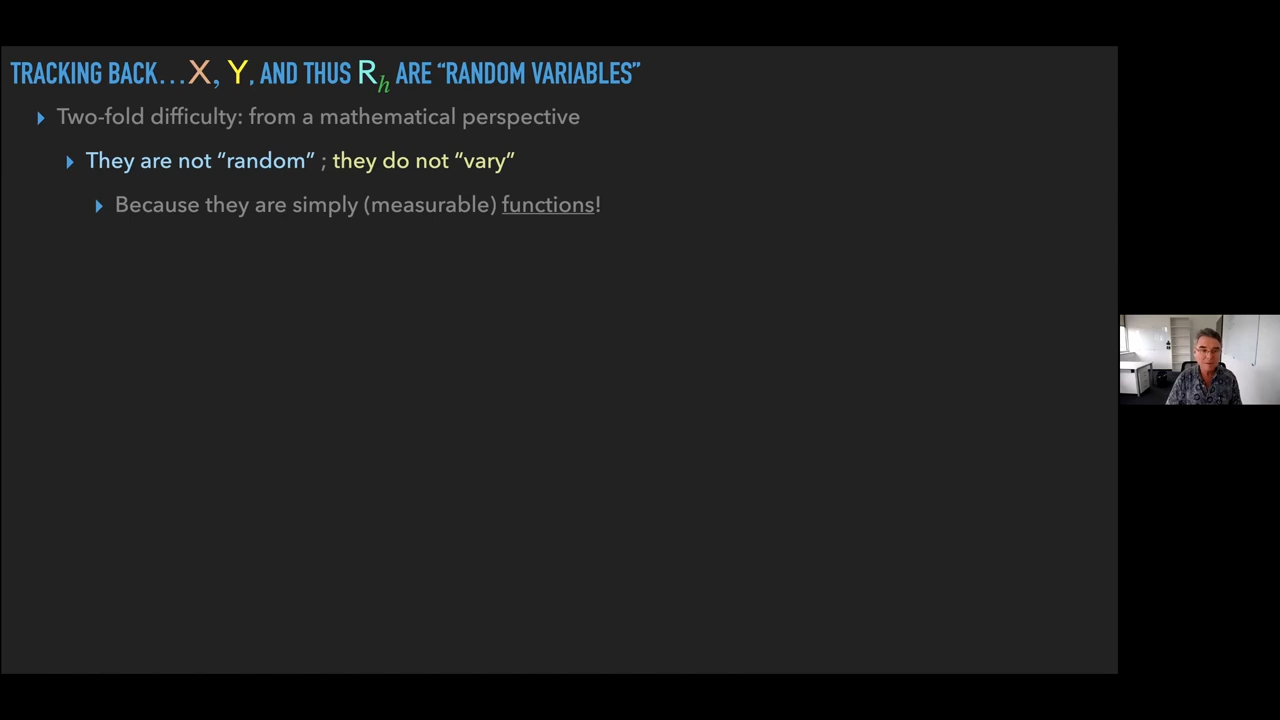 TRACKING BACK...X, Y, AND THUS R_h ARE “RANDOM VARIABLES”
Two-fold difficulty: from a mathematical perspective
They are not “random” ; they do not “vary”
Because they are simply (measurable) functions!